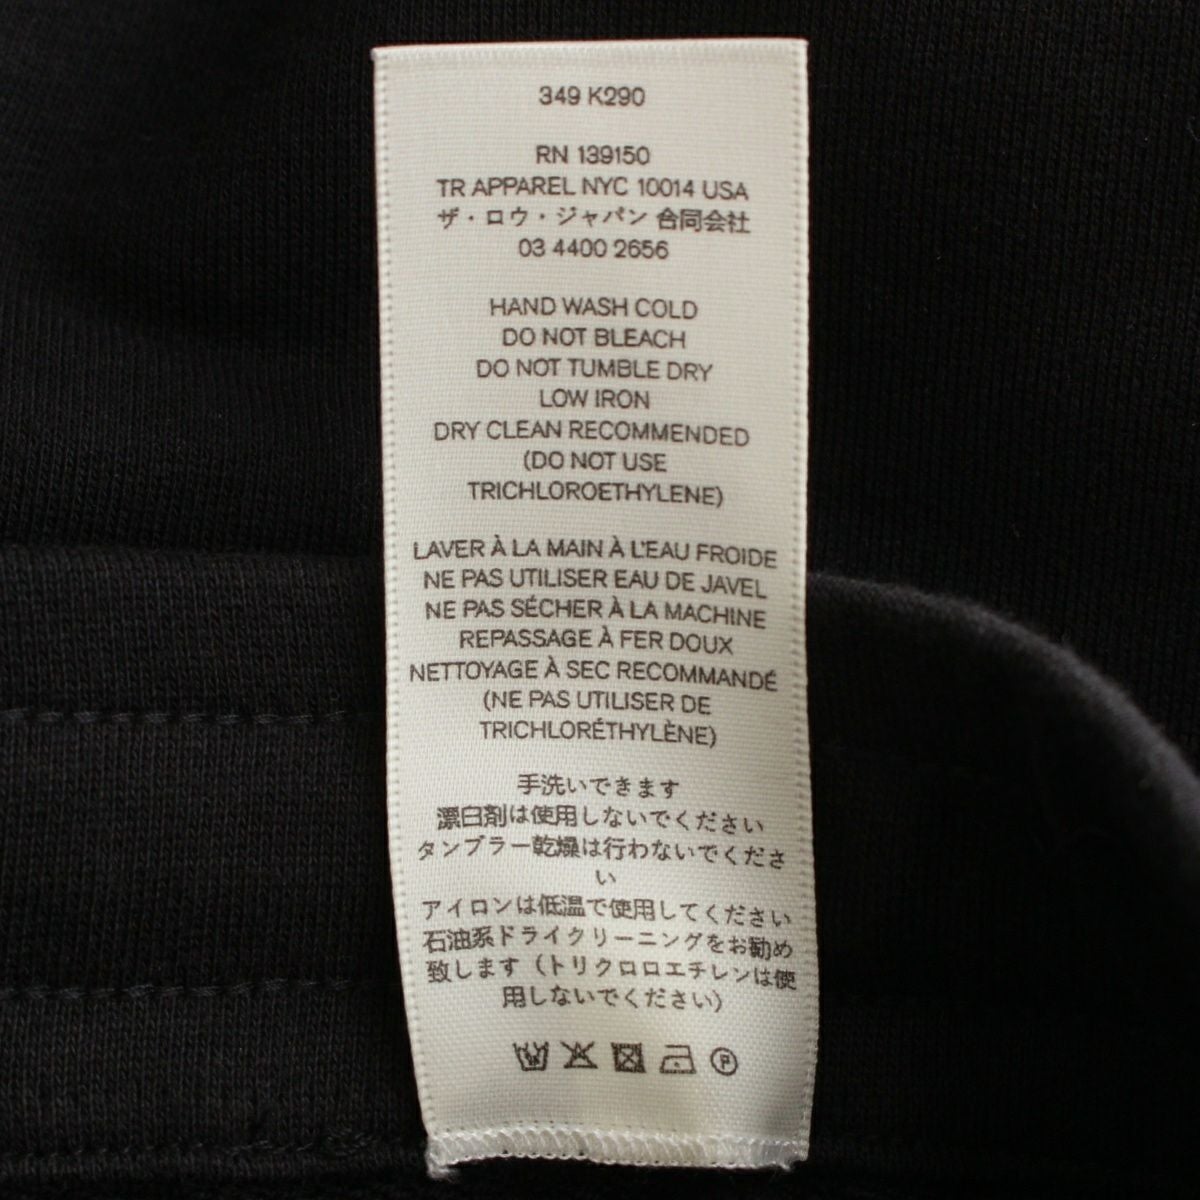 349 K290
RN 139150
TR APPAREL NYC 10014 USA
ザ・ロウ・ジャパン 合同会社
03 4400 2656
HAND WASH COLD
DO NOT BLEACH
DO NOT TUMBLE DRY
LOW IRON
DRY CLEAN RECOMMENDED
(DO NOT USE
TRICHLOROETHYLENE)
LAVER À LA MAIN À L'EAU FROIDE
NE PAS UTILISER EAU DE JAVEL
NE PAS SÉCHER À LA MACHINE
REPASSAGE À FER DOUX
NETTOYAGE À SEC RECOMMANDÉ
(NE PAS UTILISER DE
TRICHLORÉTHYLÈNE)
手洗いできます
漂白剤は使用しないでください
タンブラー乾燥は行わないでくださ
い
アイロンは低温で使用してください
石油系ドライクリーニングをお勧め
致します (トリクロロエチレンは使
用しないでください)
P